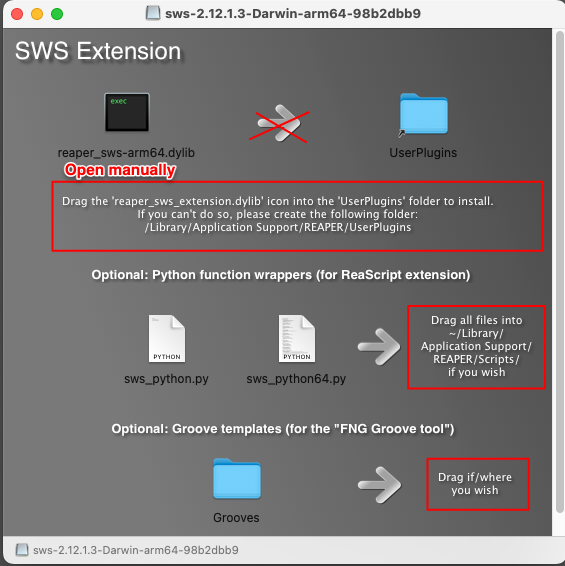 sws-2.12.1.3-Darwin-arm64-98b2dbb9
SWS Extension
exec
reaper_sws-arm64.dylib
UserPlugins
Open manually
Drag the 'reaper_sws_extension.dylib' icon into the 'UserPlugins' folder to install.
If you can't do so, please create the following folder:
/Library/Application Support/REAPER/UserPlugins
Optional: Python function wrappers (for ReaScript extension)
PYTHON
PYTHON
sws_python.py
sws_python64.py
Drag all files into
~/Library/
Application Support/
REAPER/Scripts/
if you wish
Optional: Groove templates (for the "FNG Groove tool")
Grooves
Drag if/where
you wish
sws-2.12.1.3-Darwin-arm64-98b2dbb9